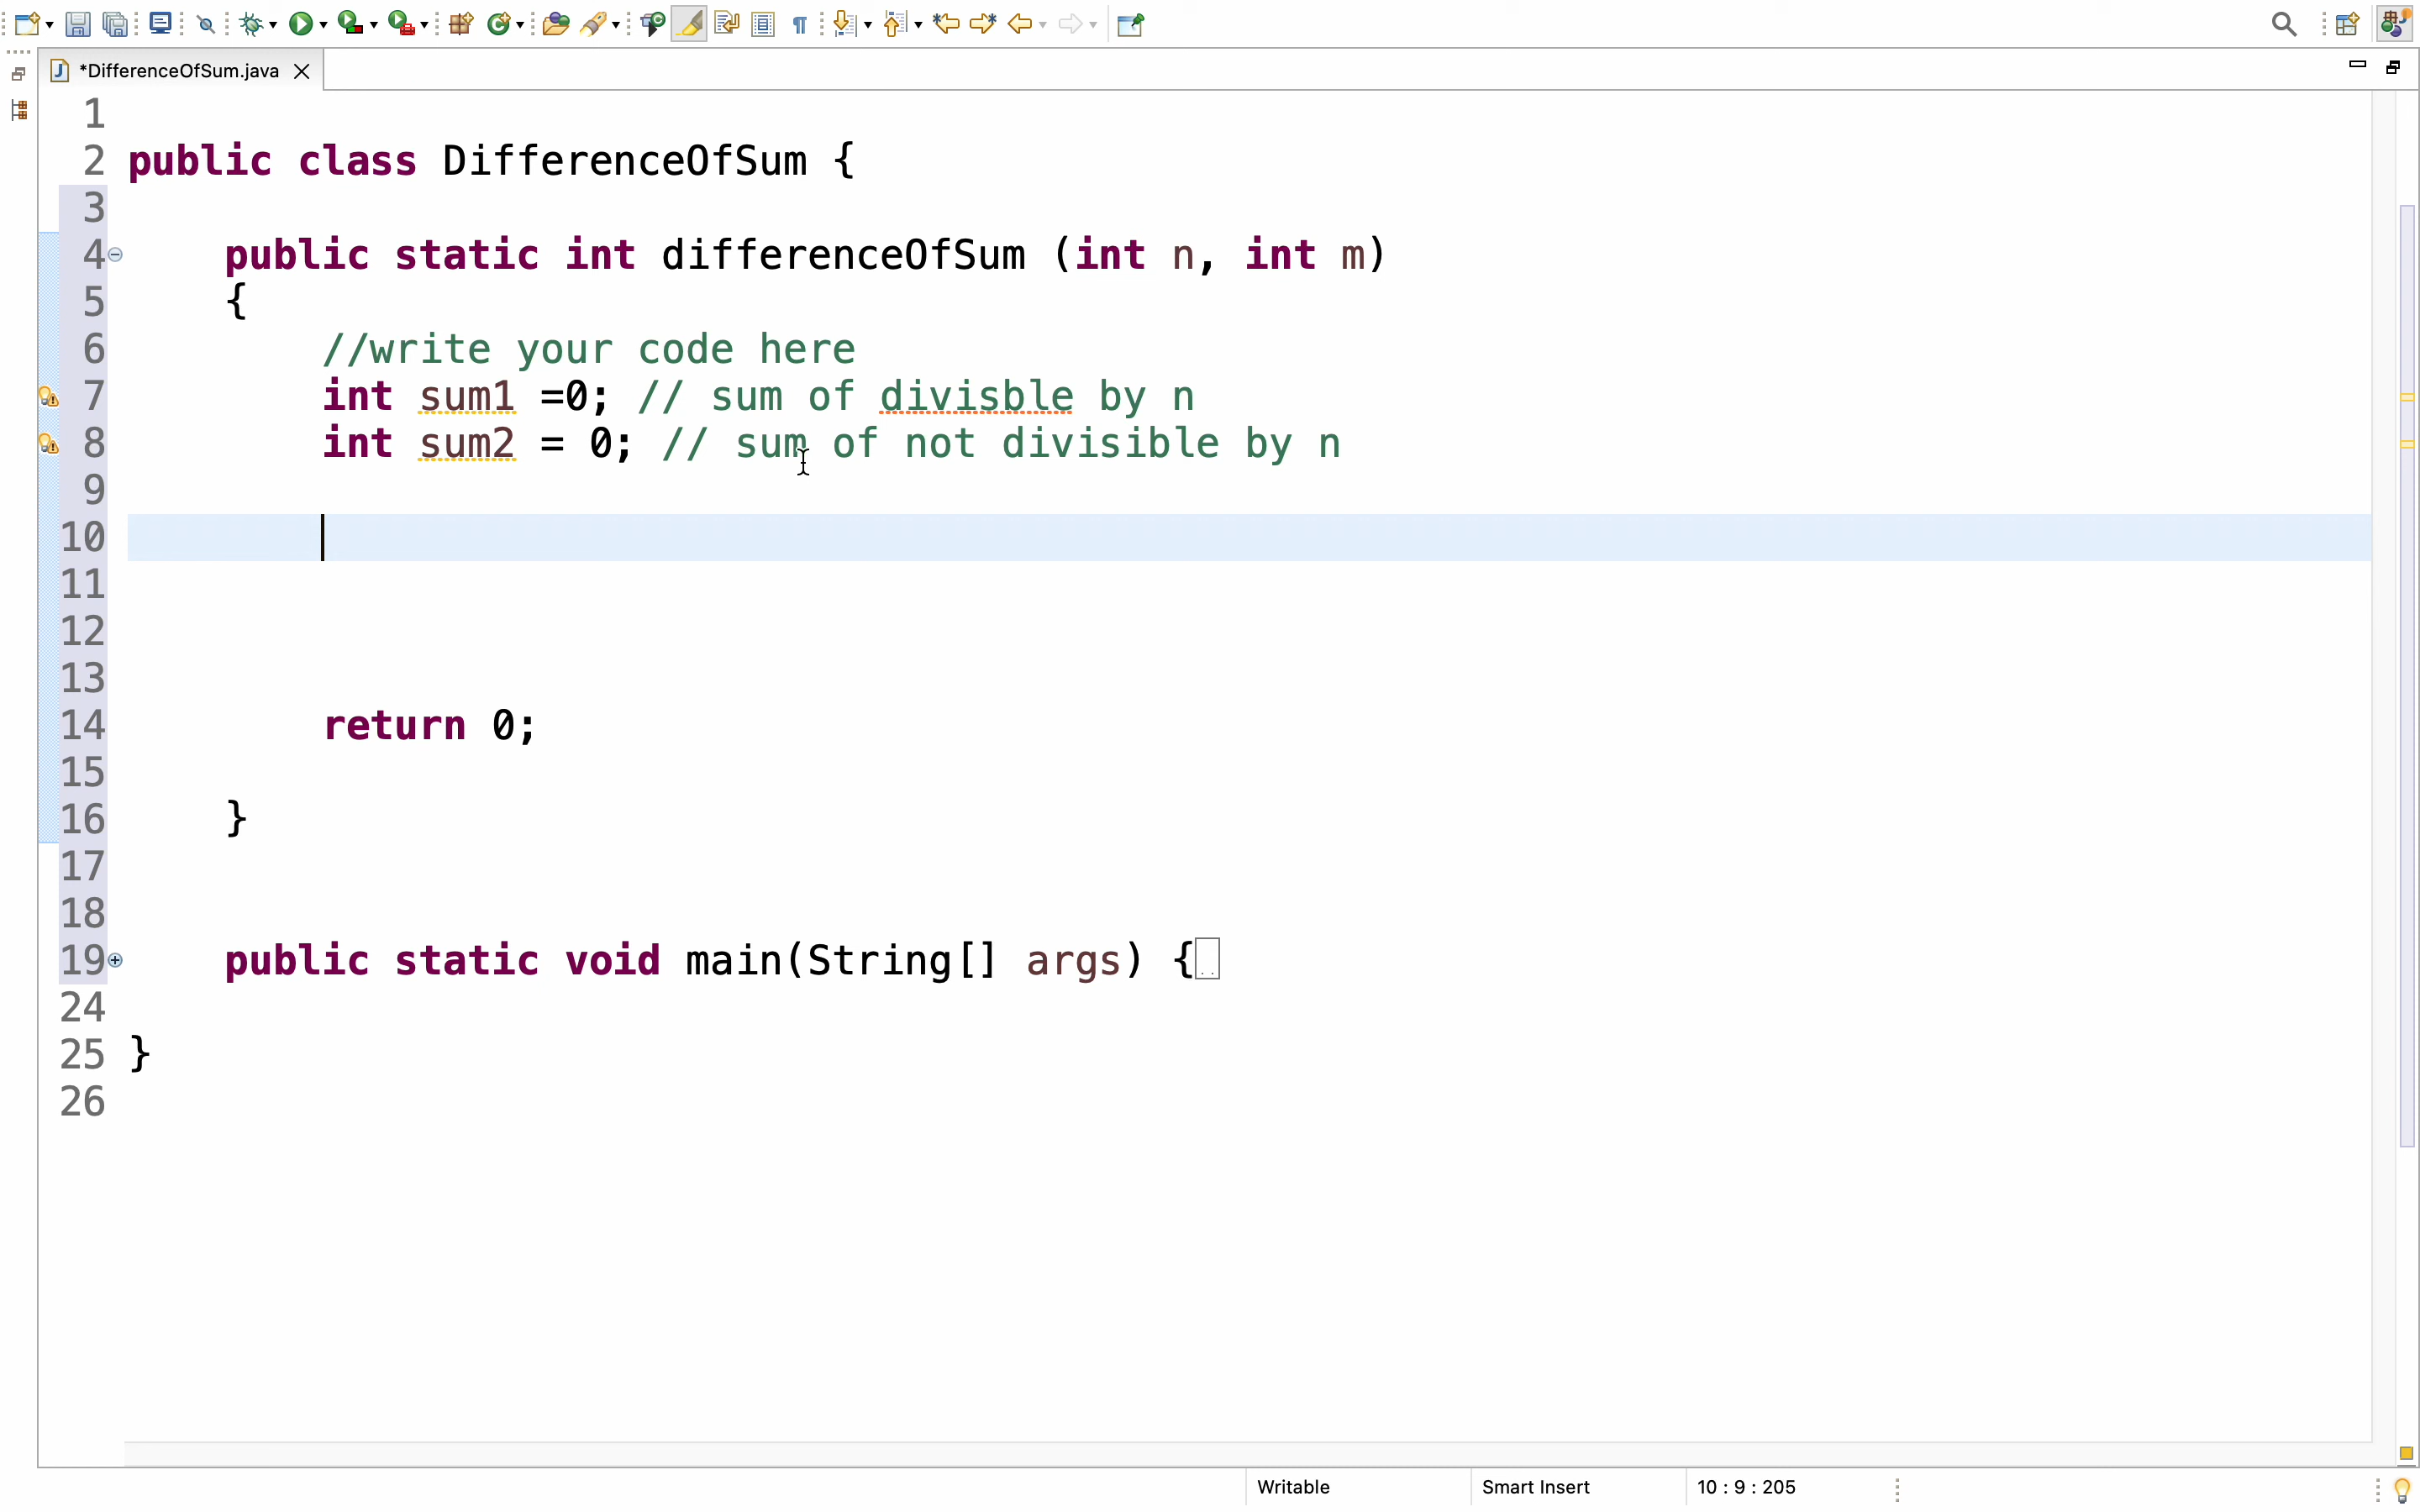 *DifferenceOfSum.java
1
2 public class DifferenceOfSum {
3
4 public static int differenceOfSum (int n, int m)
5 {
6 //write your code here
7 int sum1 =0; // sum of divisble by n
8 int sum2 = 0; // sum of not divisible by n
9
10
11
12
13
14 return 0;
15
16 }
17
18
19 public static void main(String[] args) {
24
25 }
26
Writable Smart Insert 10 : 9 : 205